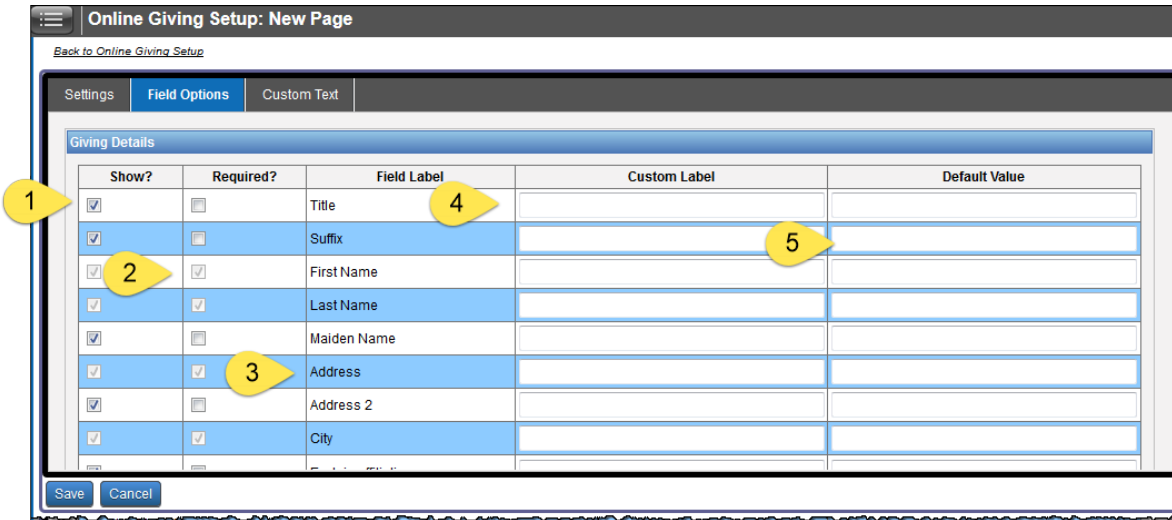 Online Giving Setup: New Page
Back to Online Giving Setup
Settings Field Options Custom Text
Giving Details
Show? Required? Field Label Custom Label Default Value
1 Title 4
Suffix 5
2 First Name
Last Name
Maiden Name
3 Address
Address 2
City
Save Cancel